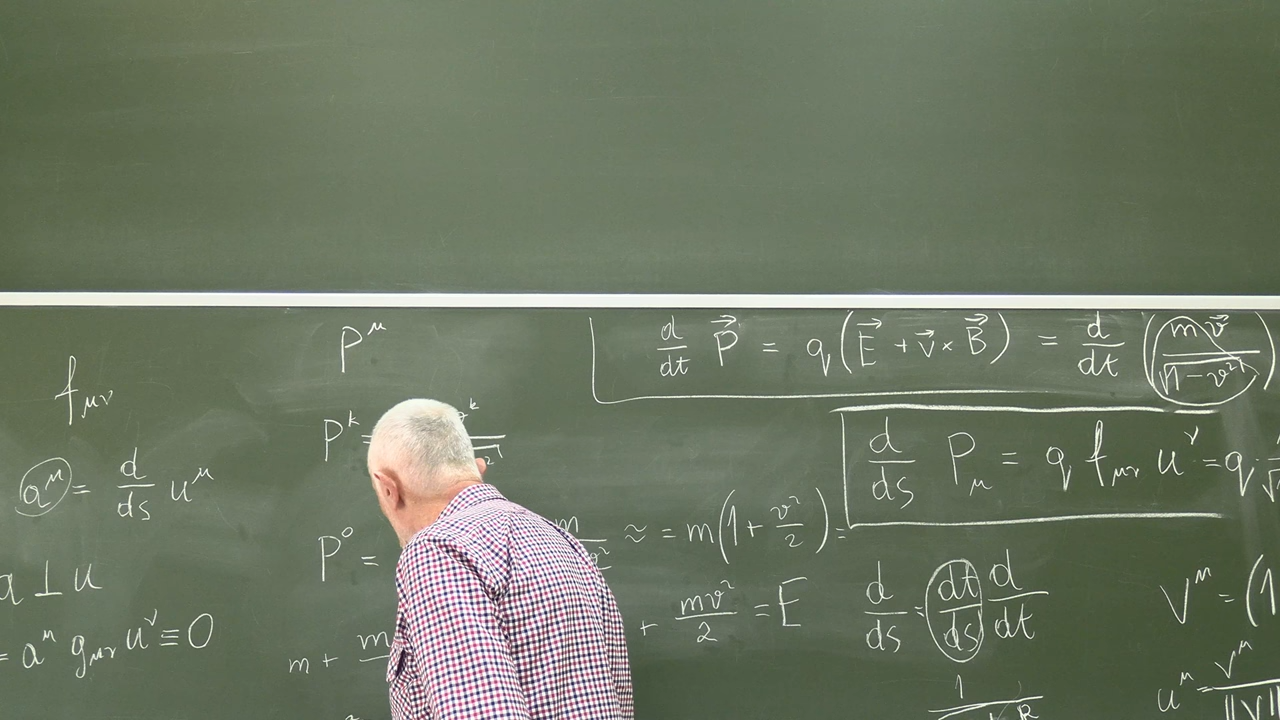 P^μ
d/dt P⃗ = q(E⃗ + v⃗ × B⃗) = d/dt (mv⃗/√(1-v²))
f_μν
P^k =
d/ds P_μ = q f_μν u^ν = q
a^μ = d/ds u^μ
P^0 =
≈ = m(1 + v²/2) =
a ⊥ u
+ mv²/2 = E
d/ds = dt/ds d/dt
V^μ = (1
= a^μ g_μν u^ν ≡ 0
m + m
u^μ = V^μ/‖V‖